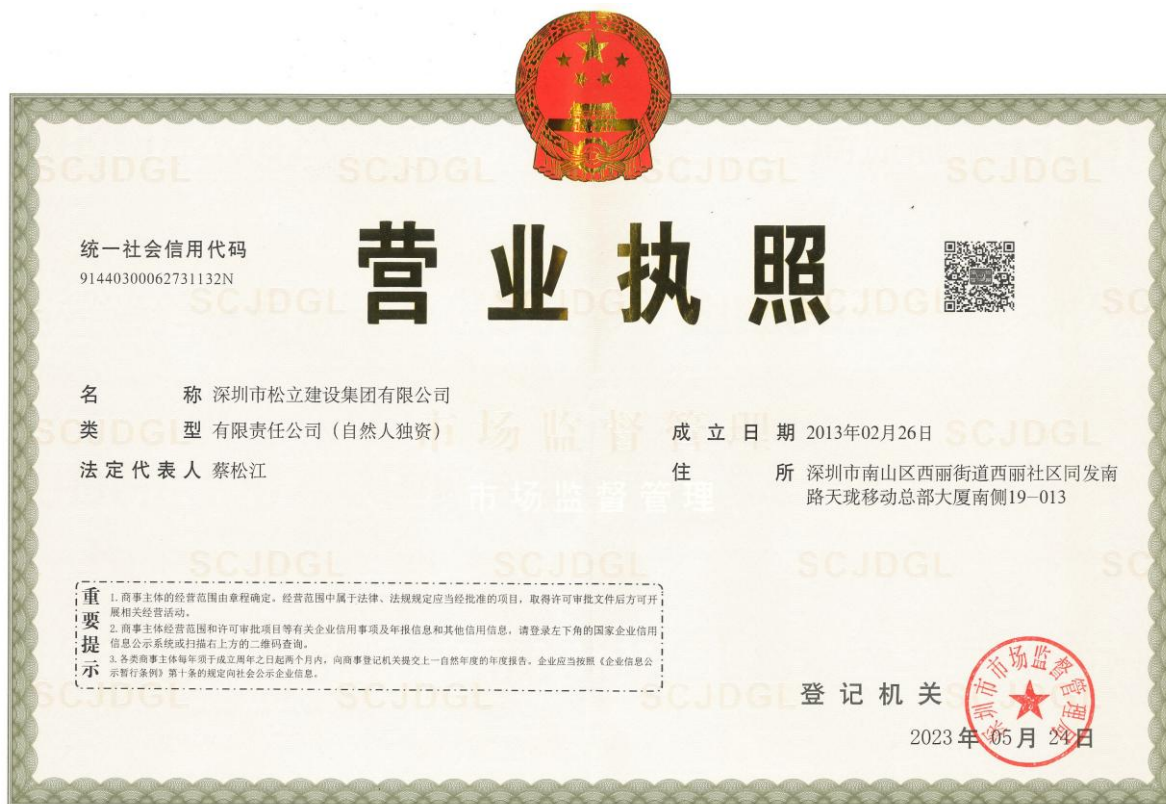 统一社会信用代码
91440300062731132N
营业执照
名称 深圳市松立建设集团有限公司
类型 有限责任公司（自然人独资）
法定代表人 蔡松江
成立日期 2013年02月26日
住所 深圳市南山区西丽街道西丽社区同发南
路天珑移动总部大厦南侧19-013
重要提示
1. 商事主体的经营范围由章程确定。经营范围中属于法律、法规规定应当经批准的项目，取得许可审批文件后方可开
展相关经营活动。
2. 商事主体经营范围和许可审批项目等有关企业信用事项及年报信息和其他信用信息，请登录左下角的国家企业信用
信息公示系统或扫描右上方的二维码查询。
3. 各类商事主体每年须于成立周年之日起两个月内，向商事登记机关提交上一自然年度的年度报告。企业应当按照《企业信息公
示暂行条例》第十条的规定向社会公示企业信息。
登记机关
深圳市市场监督管理局
2023年05月24日
SCJDGL
市场监督管理
市场监督管理